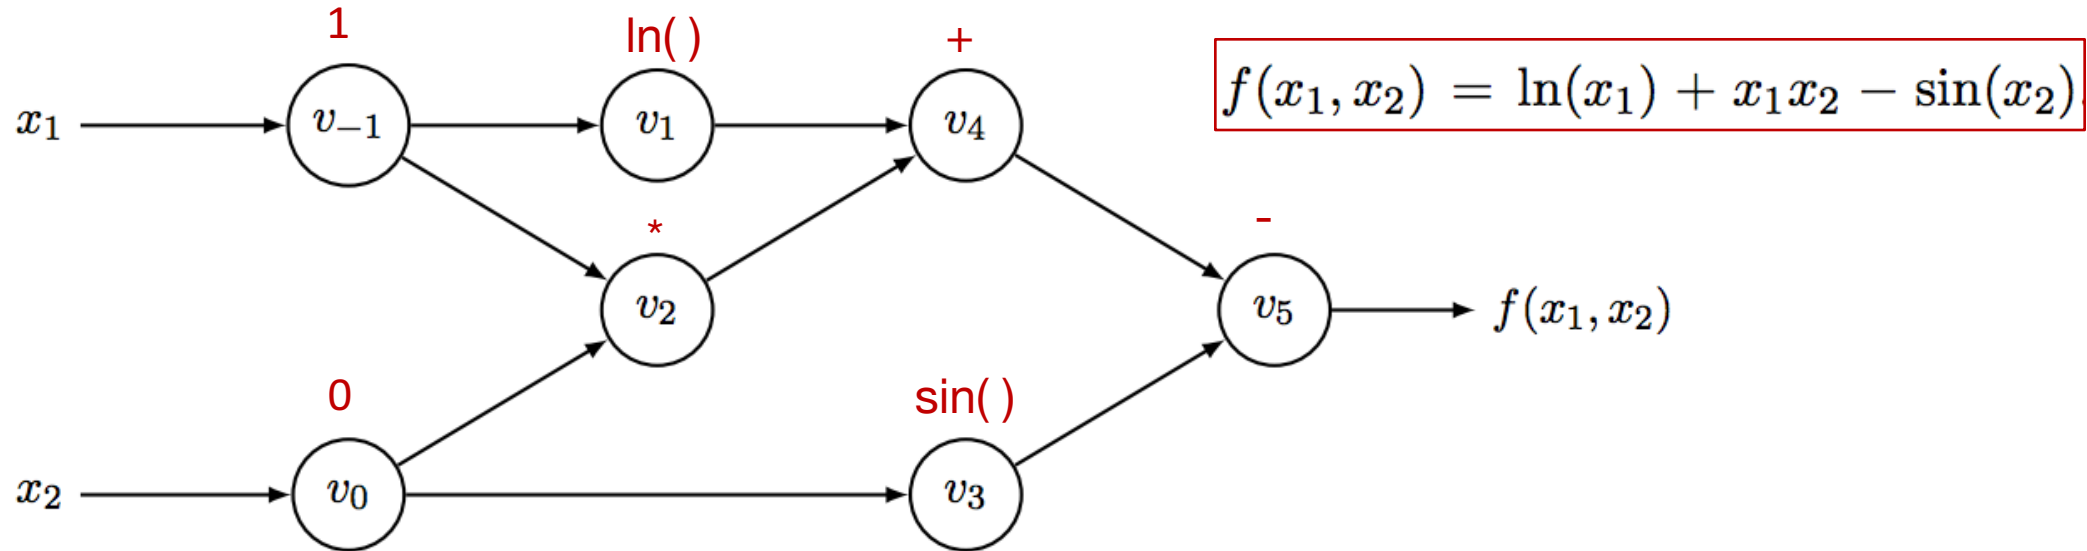 1 ln( ) +
f(x₁, x₂) = ln(x₁) + x₁x₂ − sin(x₂).
x₁ v₋₁ v₁ v₄
* -
v₂ v₅ f(x₁, x₂)
0 sin( )
x₂ v₀ v₃